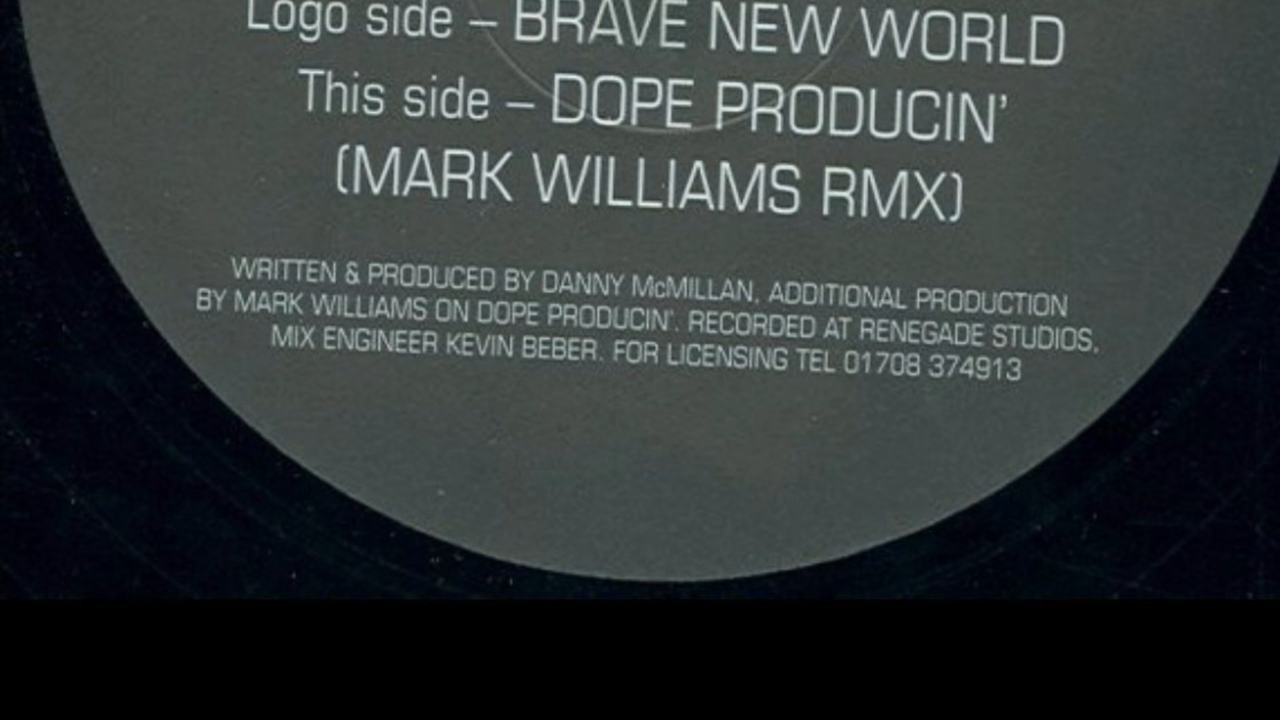 Logo side – BRAVE NEW WORLD
This side – DOPE PRODUCIN'
(MARK WILLIAMS RMX)
WRITTEN & PRODUCED BY DANNY McMILLAN, ADDITIONAL PRODUCTION
BY MARK WILLIAMS ON DOPE PRODUCIN'. RECORDED AT RENEGADE STUDIOS,
MIX ENGINEER KEVIN BEBER. FOR LICENSING TEL 01708 374913